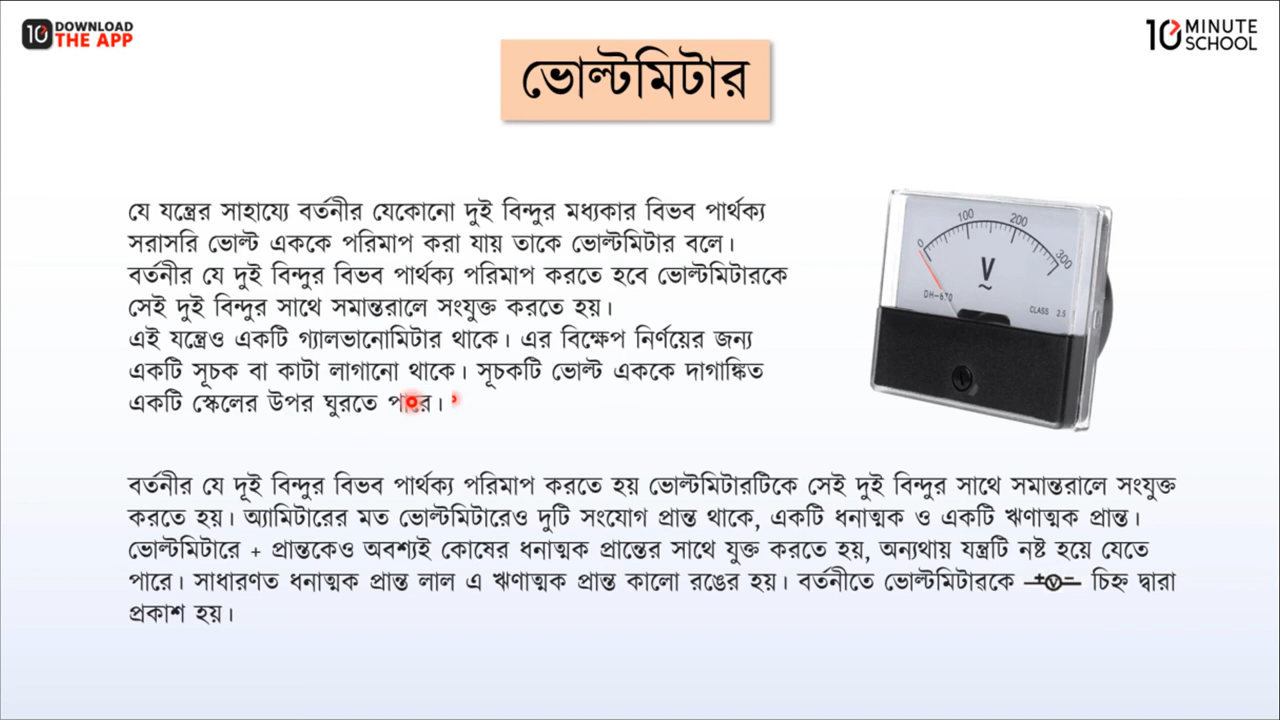 10 DOWNLOAD THE APP
10 MINUTE SCHOOL
ভোল্টমিটার
যে যন্ত্রের সাহায্যে বর্তনীর যেকোনো দুই বিন্দুর মধ্যকার বিভব পার্থক্য
সরাসরি ভোল্ট এককে পরিমাপ করা যায় তাকে ভোল্টমিটার বলে।
বর্তনীর যে দুই বিন্দুর বিভব পার্থক্য পরিমাপ করতে হবে ভোল্টমিটারকে
সেই দুই বিন্দুর সাথে সমান্তরালে সংযুক্ত করতে হয়।
এই যন্ত্রেও একটি গ্যালভানোমিটার থাকে। এর বিক্ষেপ নির্ণয়ের জন্য
একটি সূচক বা কাটা লাগানো থাকে। সূচকটি ভোল্ট এককে দাগাঙ্কিত
একটি স্কেলের উপর ঘুরতে পারে।
0 100 200 300
V
DH-670
CLASS 2.5
বর্তনীর যে দূই বিন্দুর বিভব পার্থক্য পরিমাপ করতে হয় ভোল্টমিটারটিকে সেই দুই বিন্দুর সাথে সমান্তরালে সংযুক্ত
করতে হয়। অ্যামিটারের মত ভোল্টমিটারেও দুটি সংযোগ প্রান্ত থাকে, একটি ধনাত্মক ও একটি ঋণাত্মক প্রান্ত।
ভোল্টমিটারে + প্রান্তকেও অবশ্যই কোষের ধনাত্মক প্রান্তের সাথে যুক্ত করতে হয়, অন্যথায় যন্ত্রটি নষ্ট হয়ে যেতে
পারে। সাধারণত ধনাত্মক প্রান্ত লাল এ ঋণাত্মক প্রান্ত কালো রঙের হয়। বর্তনীতে ভোল্টমিটারকে +V- চিহ্ন দ্বারা
প্রকাশ হয়।